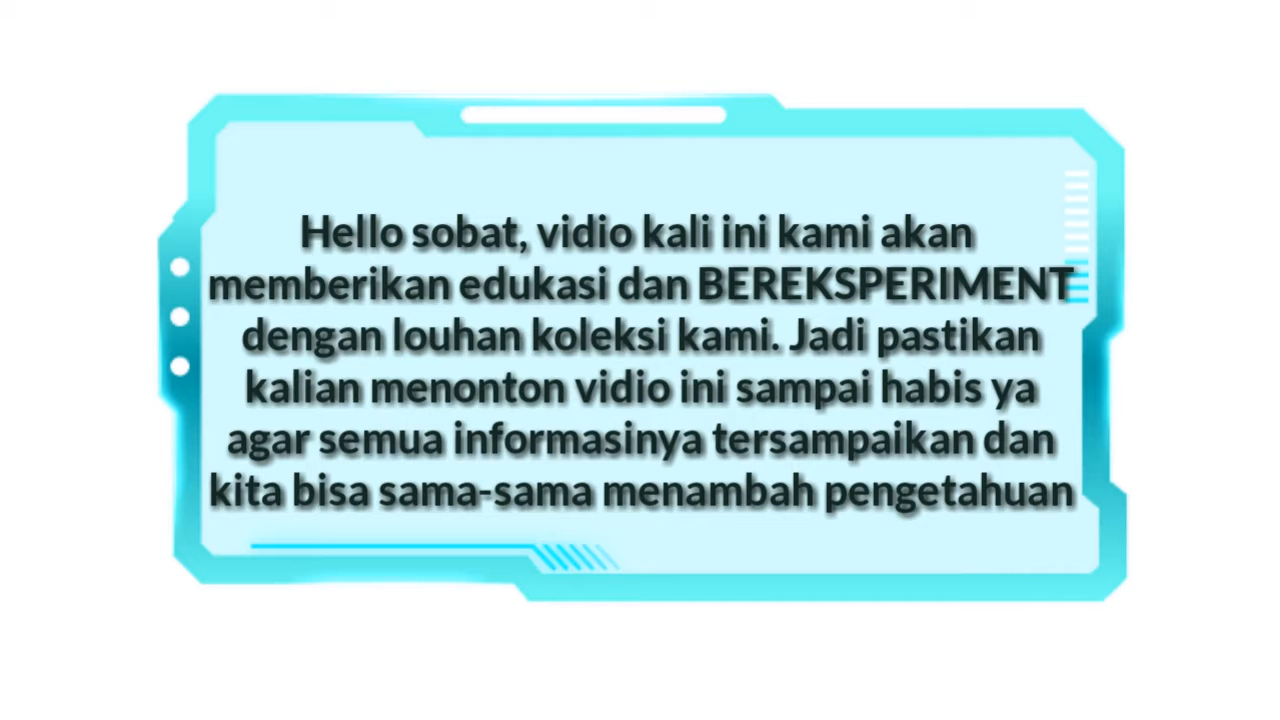 Hello sobat, vidio kali ini kami akan
memberikan edukasi dan BEREKSPERIMENT
dengan louhan koleksi kami. Jadi pastikan
kalian menonton vidio ini sampai habis ya
agar semua informasinya tersampaikan dan
kita bisa sama-sama menambah pengetahuan